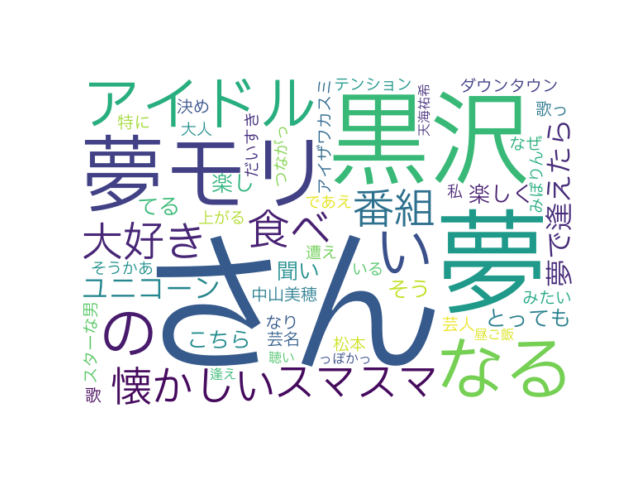 アイドル
決め
特に
大人
だいすき
つながっ
アイザワカスミ
テンション
天海祐希
ダウンタウン
歌っ
なぜ
みぽりんぜ
黒沢
夢モリ
楽し
てる
上がる
であえ
私
楽しく
番組
夢で逢えたら
大好き
食べ
い
夢
そうかあ
ユニコーン
中山美穂
遭え
聞い
いる
そう
みたい
とっても
さん
の
こちら
なり
芸名
聴い
松本
っぽかっ
芸人
昼ご飯
スターな男
歌
懐かしい
逢え
スマスマ
なる